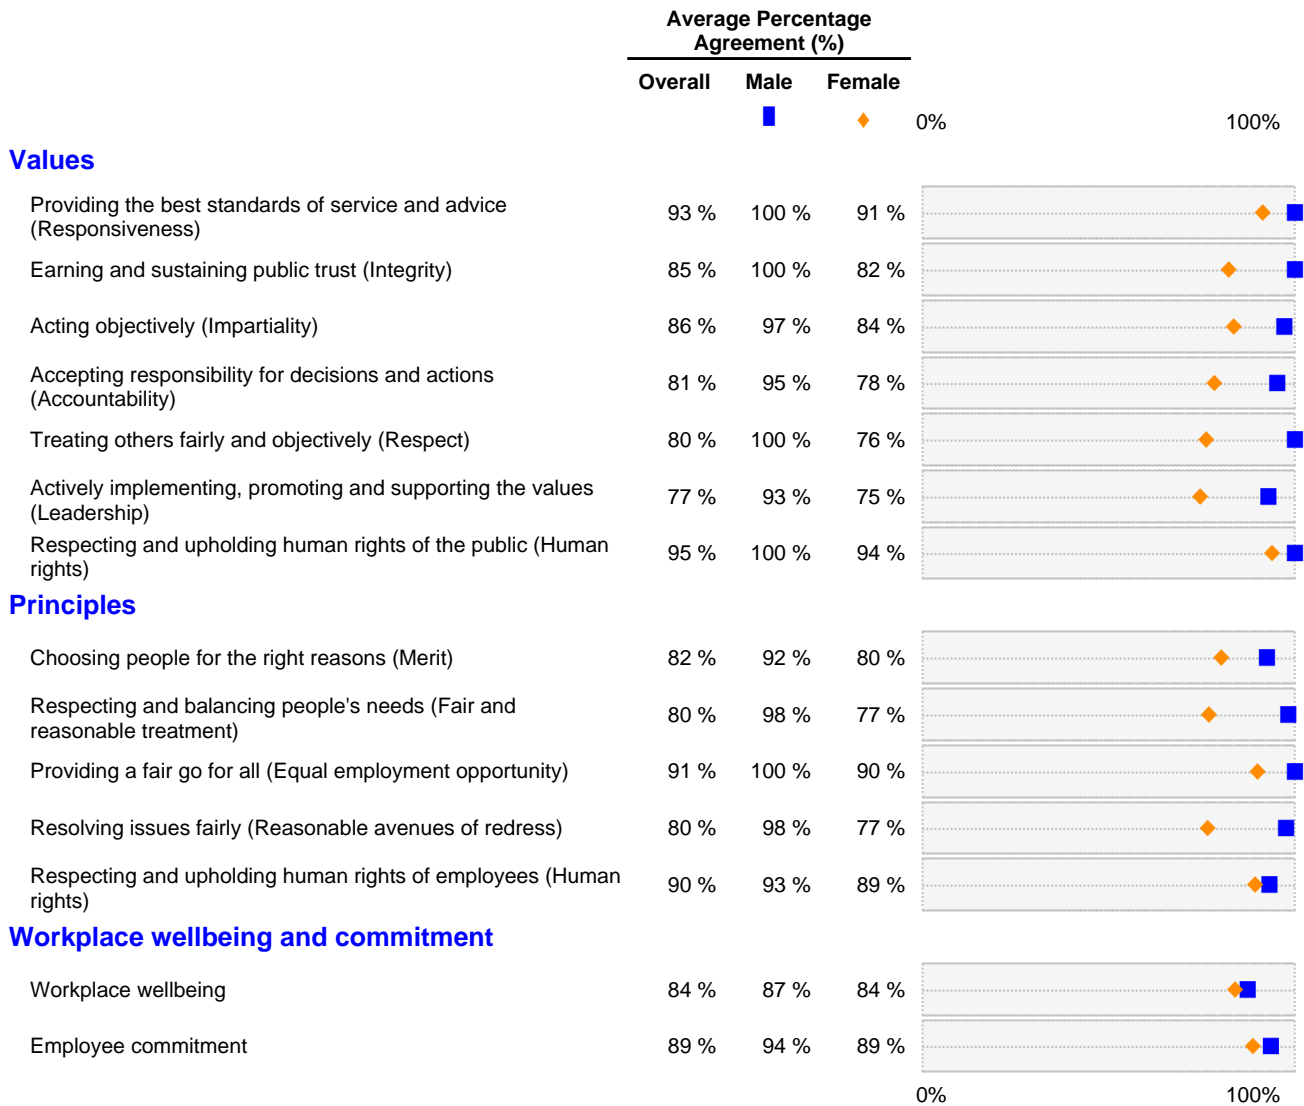 Average Percentage
Agreement (%)
Overall Male Female
0% 100%
Values
Providing the best standards of service and advice
(Responsiveness)
93 % 100 % 91 %
Earning and sustaining public trust (Integrity) 85 % 100 % 82 %
Acting objectively (Impartiality) 86 % 97 % 84 %
Accepting responsibility for decisions and actions
(Accountability)
81 % 95 % 78 %
Treating others fairly and objectively (Respect) 80 % 100 % 76 %
Actively implementing, promoting and supporting the values
(Leadership)
77 % 93 % 75 %
Respecting and upholding human rights of the public (Human
rights)
95 % 100 % 94 %
Principles
Choosing people for the right reasons (Merit) 82 % 92 % 80 %
Respecting and balancing people's needs (Fair and
reasonable treatment)
80 % 98 % 77 %
Providing a fair go for all (Equal employment opportunity) 91 % 100 % 90 %
Resolving issues fairly (Reasonable avenues of redress) 80 % 98 % 77 %
Respecting and upholding human rights of employees (Human
rights)
90 % 93 % 89 %
Workplace wellbeing and commitment
Workplace wellbeing 84 % 87 % 84 %
Employee commitment 89 % 94 % 89 %
0% 100%